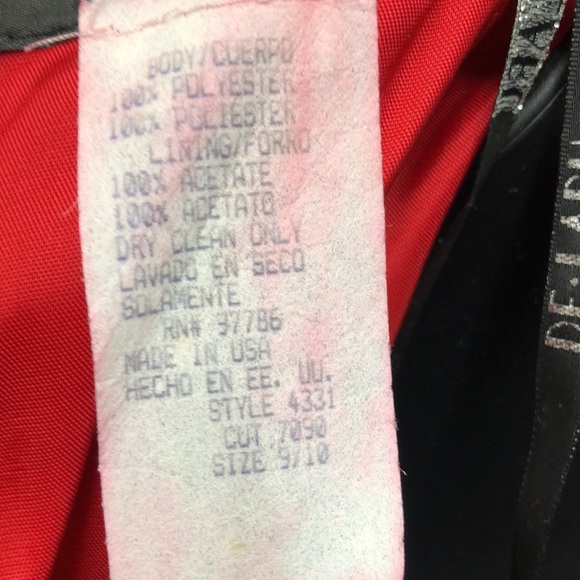 BODY/CUERPO
100% POLYESTER
100% POLIESTER
LINING/FORRO
100% ACETATE
100% ACETATO
DRY CLEAN ONLY
LAVADO EN SECO
SOLAMENTE
RN# 97786
MADE IN USA
HECHO EN EE. UU.
STYLE 4331
CUT 7090
SIZE 9/10